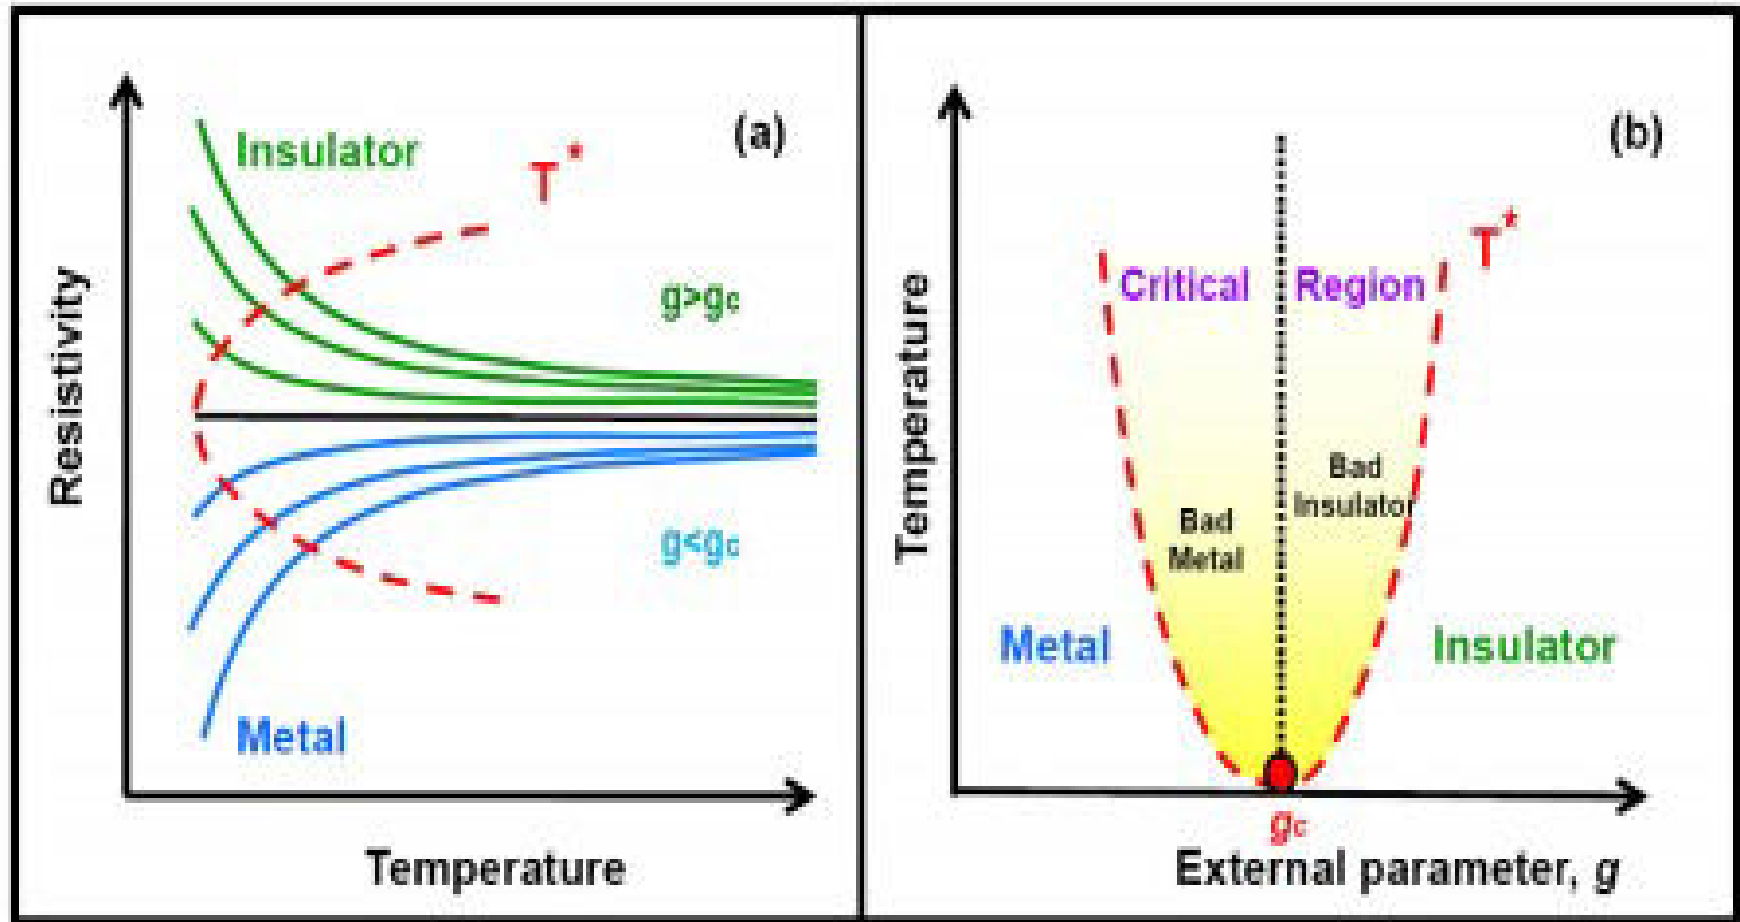 (a)
Insulator
T*
g>gc
Resistivity
g<gc
Metal
Temperature
(b)
T*
Critical Region
Temperature
Bad
Insulator
Bad
Metal
Metal
Insulator
gc
External parameter, g